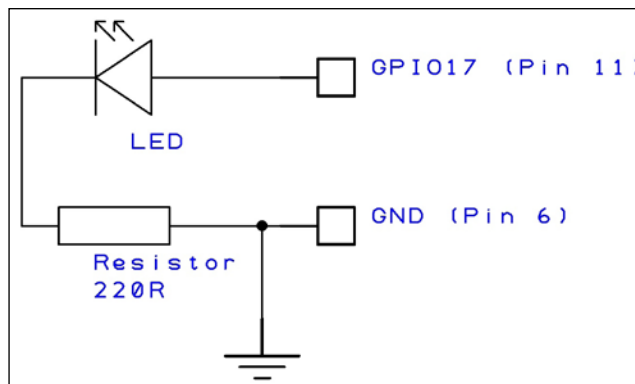 GPIO17 (Pin 11)
LED
GND (Pin 6)
Resistor
220R